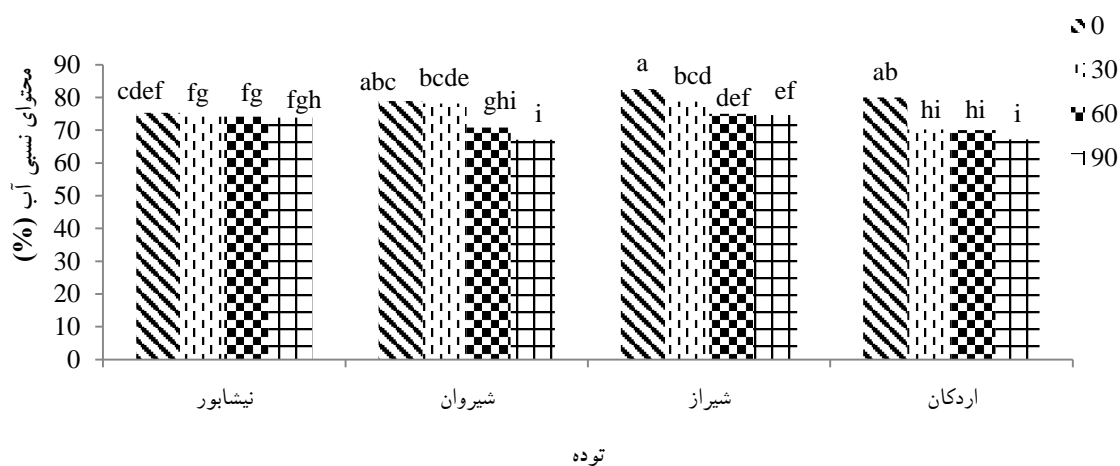 محتوای نسبی آب (%)
90
80
70
60
50
40
30
20
10
0
cdef
fg
fg
fgh
abc
bcde
ghi
i
a
bcd
def
ef
ab
hi
hi
i
0
30
60
90
نیشابور
شیروان
شیراز
اردکان
توده